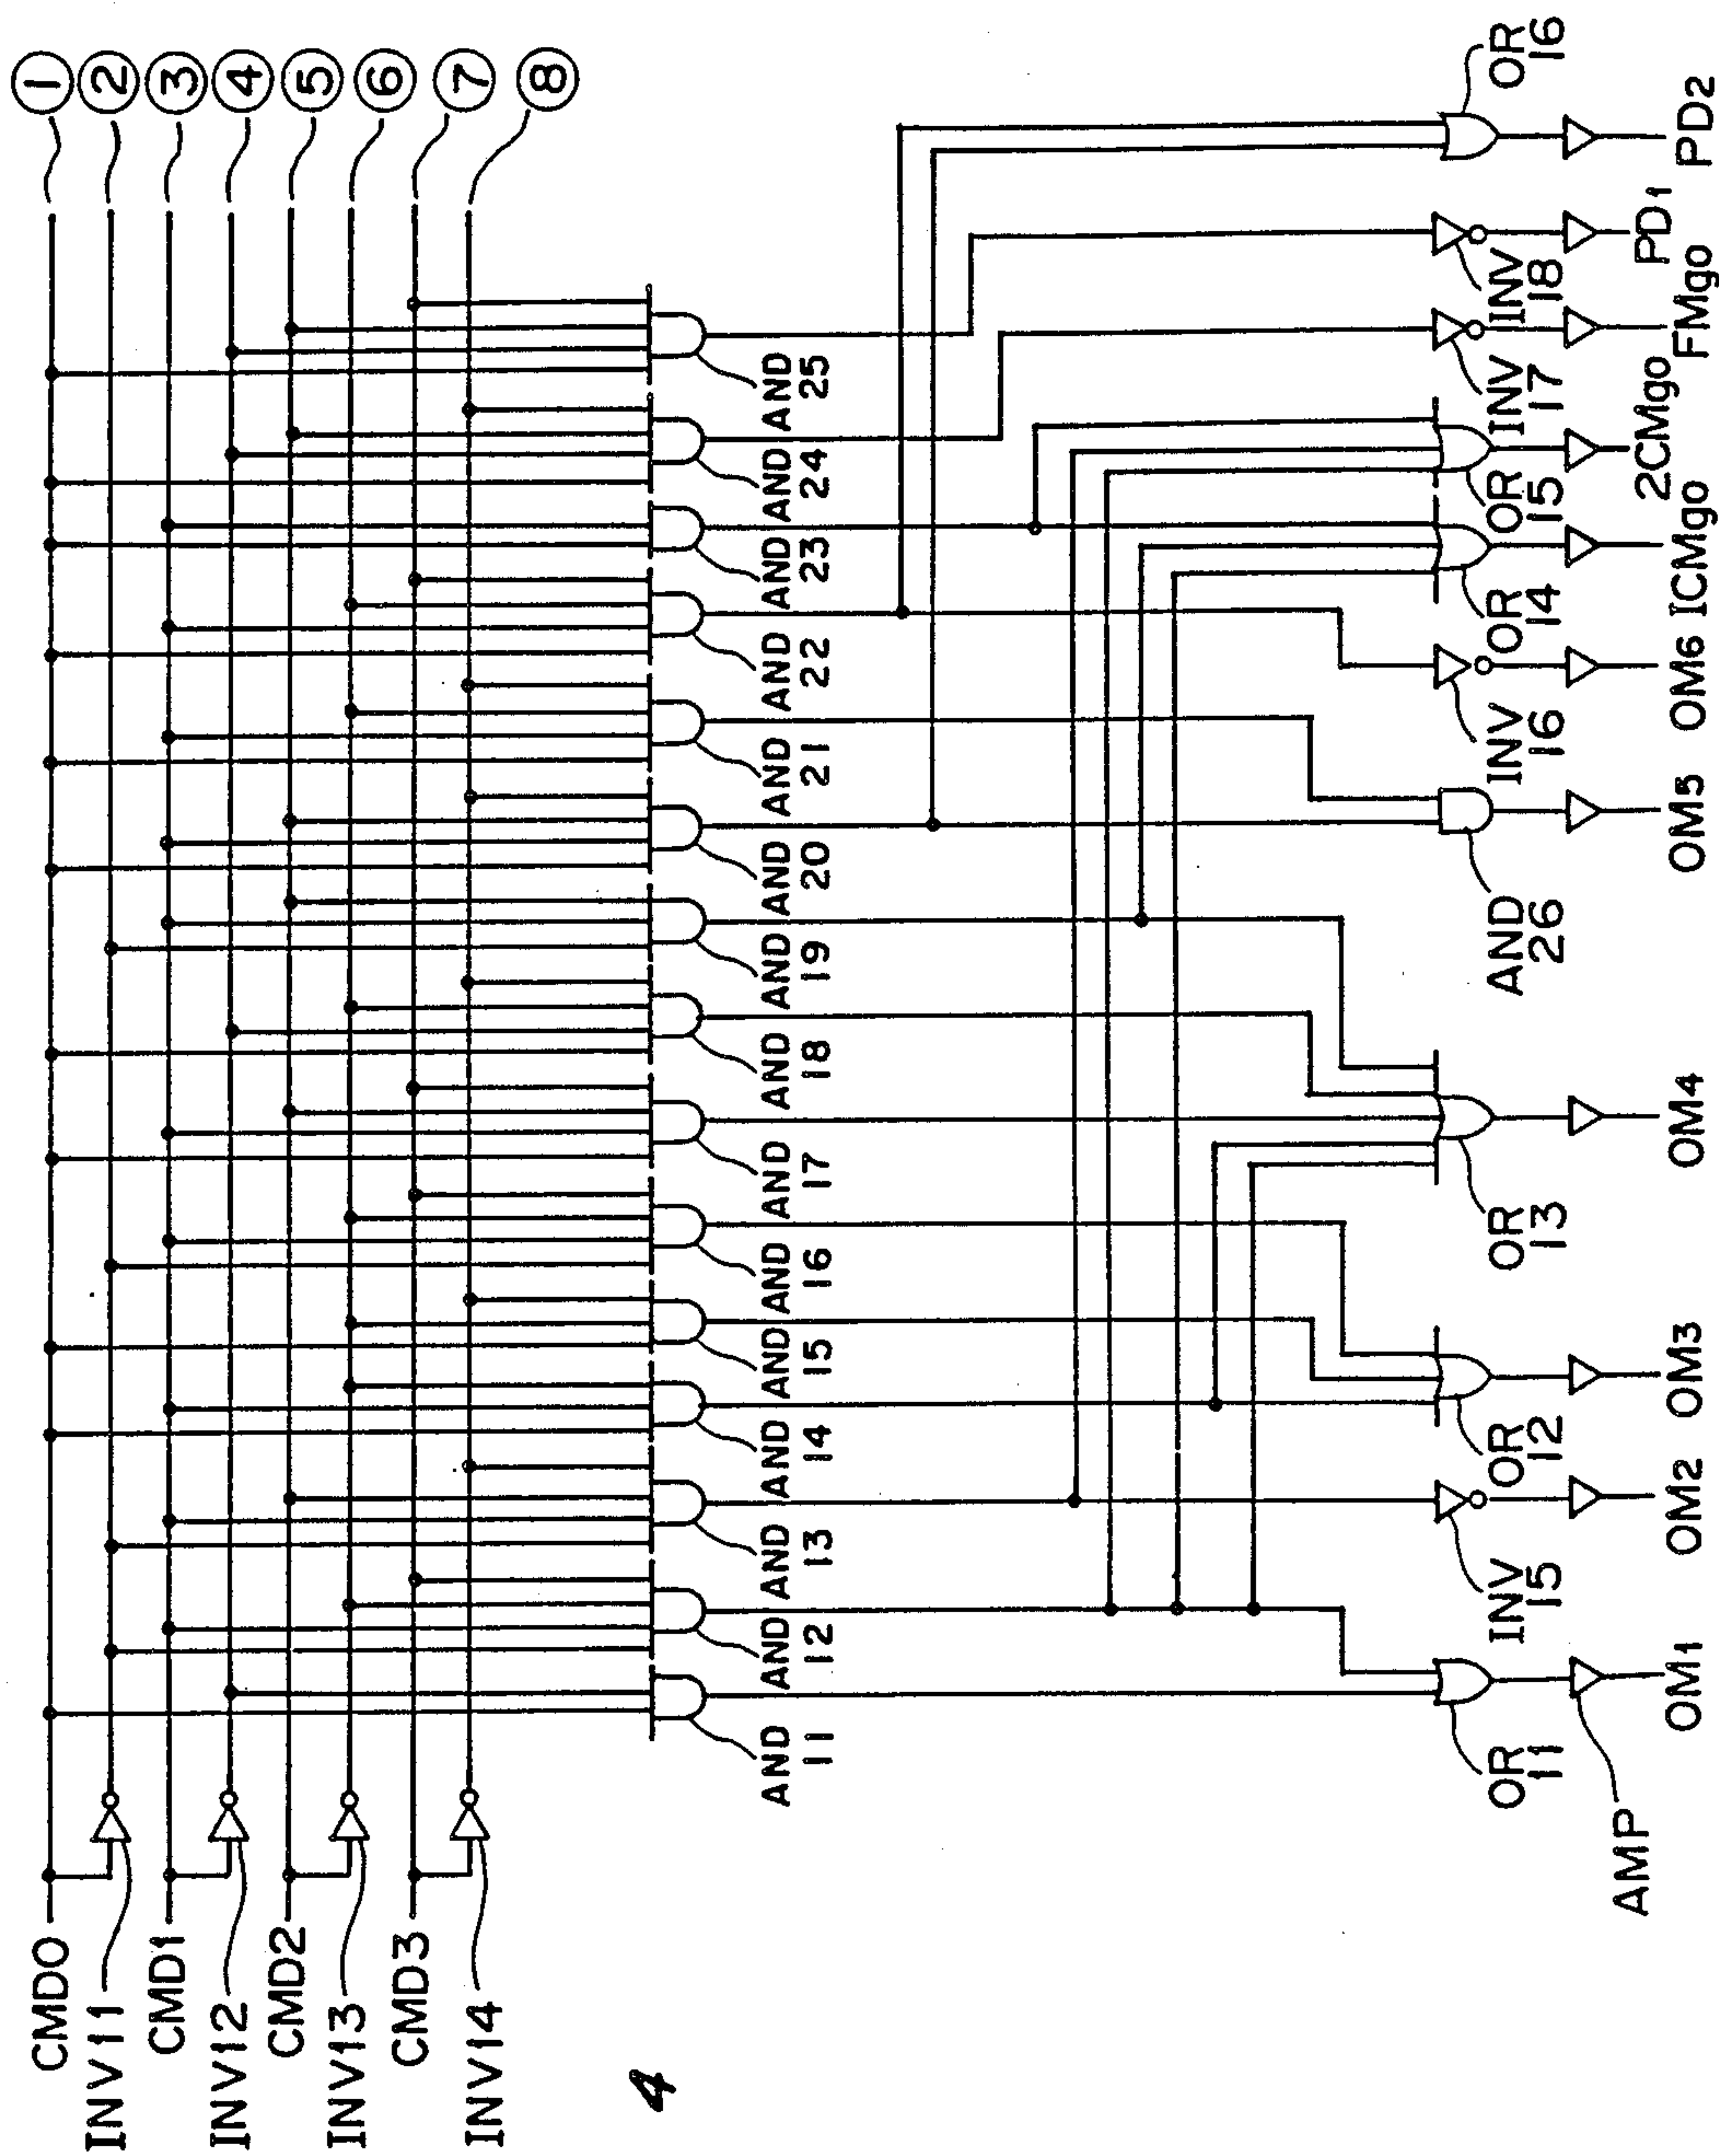 CMD0
INV11
CMD1
INV12
CMD2
INV13
CMD3
INV14
1
2
3
4
5
6
7
8
4
AND
11
AND
12
AND
13
AND
14
AND
15
AND
16
AND
17
AND
18
AND
19
AND
20
AND
21
AND
22
AND
23
AND
24
AND
25
AMP
OR
11
INV
15
OR
12
OR
13
AND
26
INV
16
OR
14
OR
15
INV
17
INV
18
OR
16
OM1
OM2
OM3
OM4
OM5
OM6
ICMgo
2CMgo
FMgo
PD1
PD2